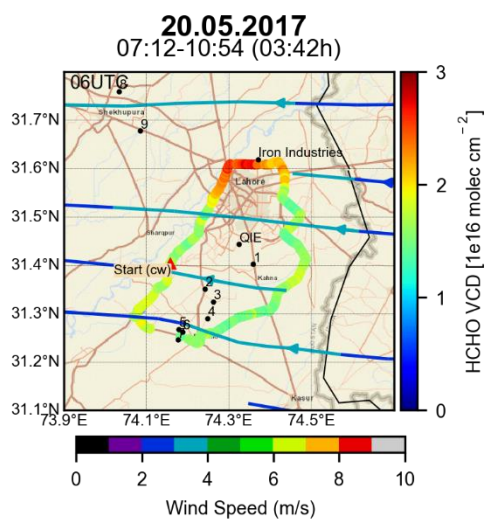 20.05.2017
07:12-10:54 (03:42h)
06UTC
8
Shekhupura
9
Iron Industries
Lahore
Sharqpur
QIE
1
Start (cw)
Kahna
2
3
4
5
6
Kasur
31.7°N
31.6°N
31.5°N
31.4°N
31.3°N
31.2°N
31.1°N
73.9°E
74.1°E
74.3°E
74.5°E
3
2
1
0
HCHO VCD [1e16 molec cm⁻²]
0 2 4 6 8 10
Wind Speed (m/s)